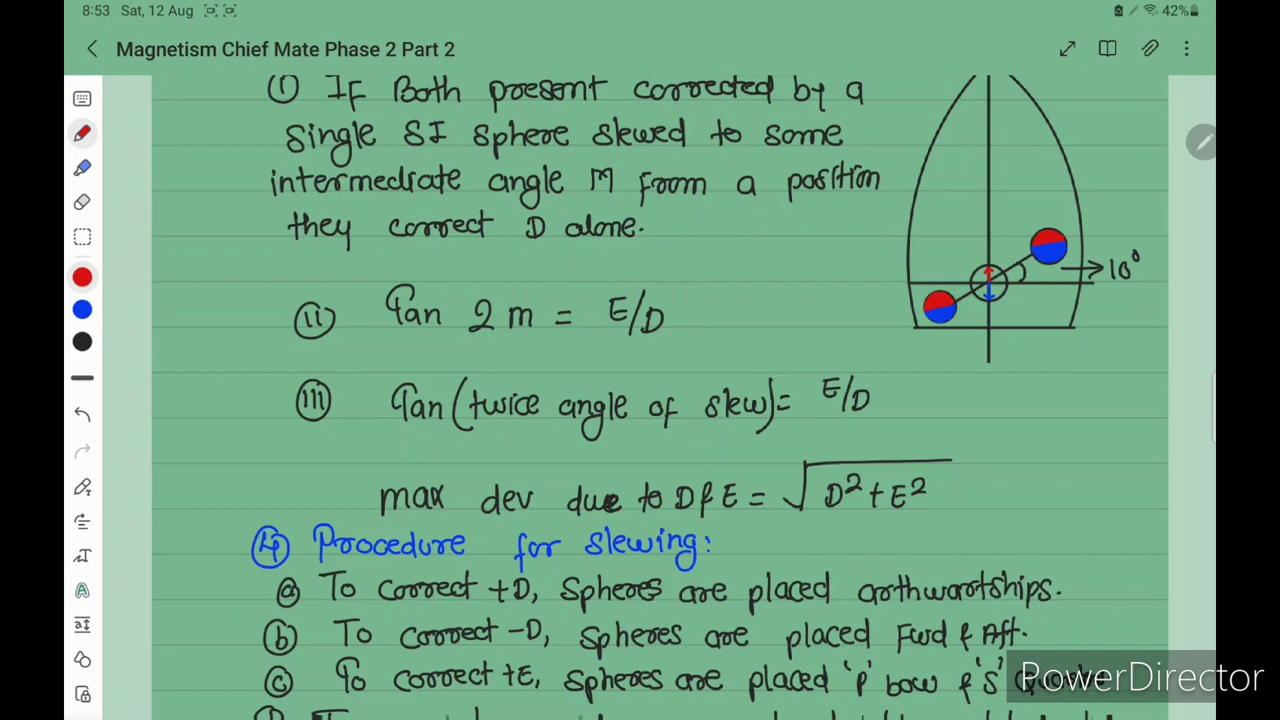 8:53 Sat, 12 Aug
42%
Magnetism Chief Mate Phase 2 Part 2
(i) If Both present corrected by a
single SI sphere skewed to some
intermediate angle M from a position
they correct D alone.
10°
(ii) Tan 2 m = E/D
(iii) Tan (twice angle of skew) = E/D
max dev due to D & E = √D² + E²
(4) Procedure for slewing:
(a) To correct +D, Spheres are placed arthwartships.
(b) To correct -D, Spheres are placed Fwd & Aft.
(c) To correct +E, Spheres are placed 'P' bow & 'S'
PowerDirector